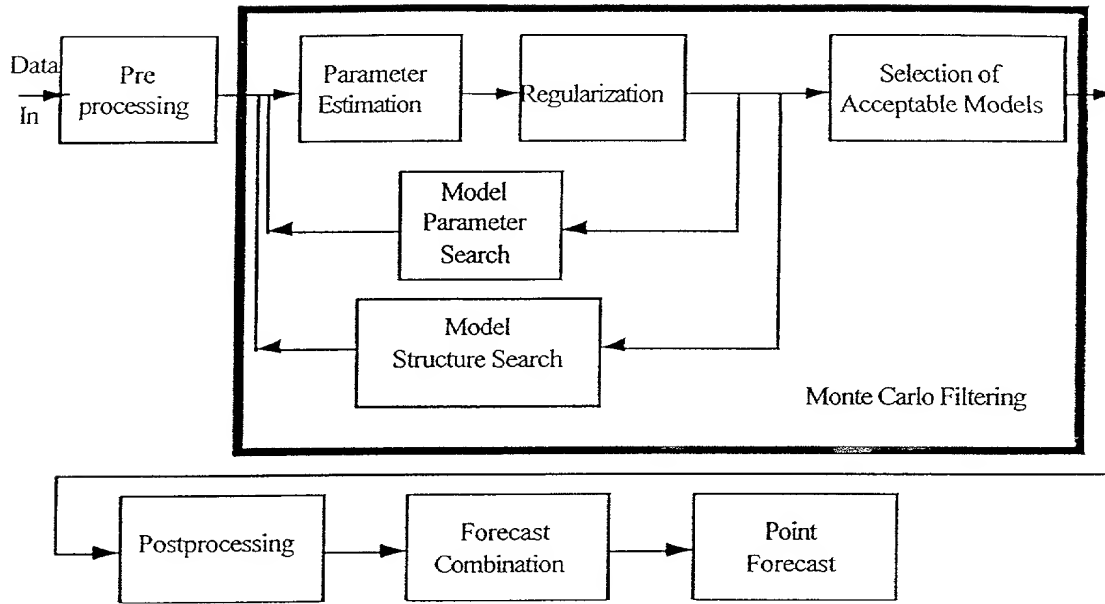 Data
In
Pre
processing
Parameter
Estimation
Regularization
Selection of
Acceptable Models
Model
Parameter
Search
Model
Structure Search
Monte Carlo Filtering
Postprocessing
Forecast
Combination
Point
Forecast